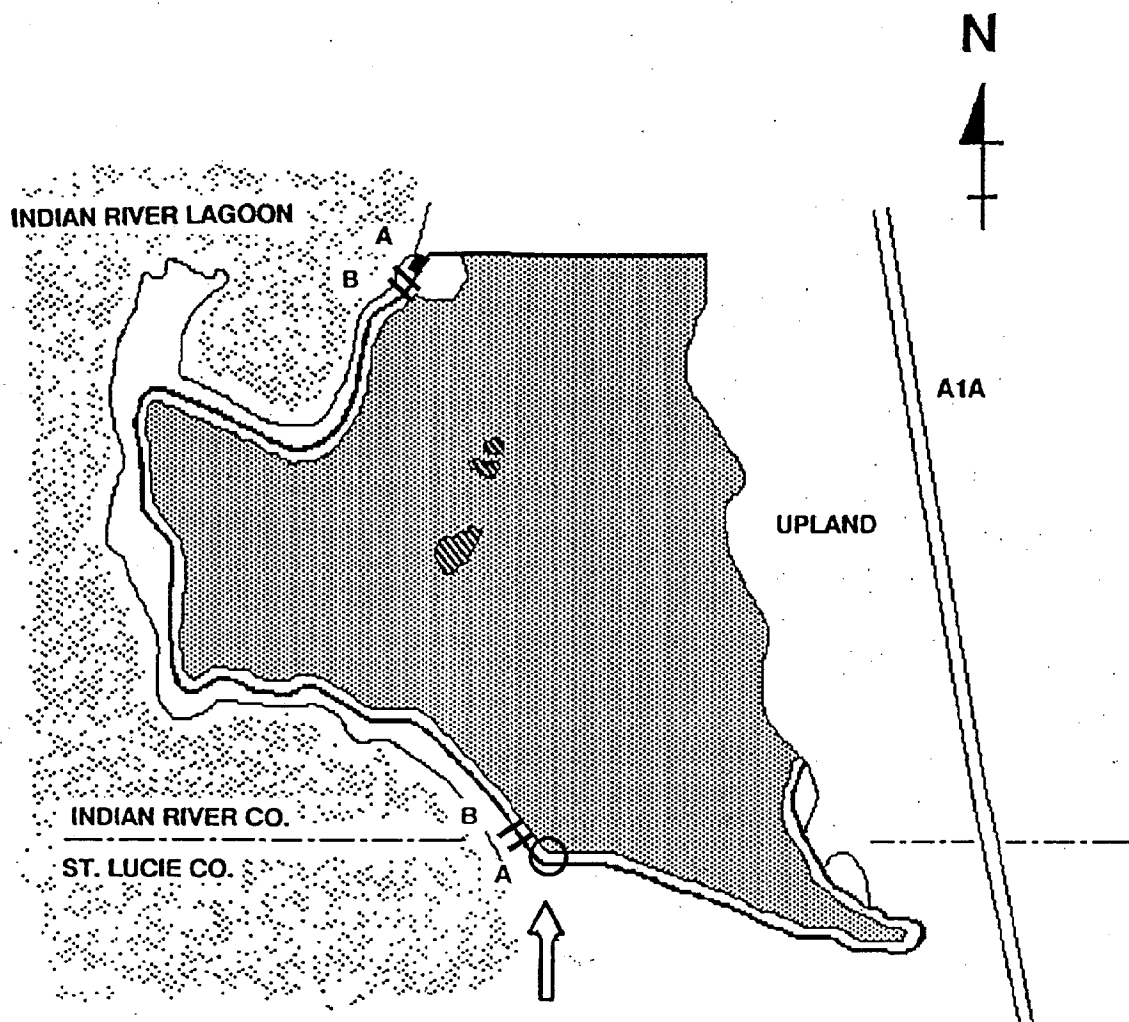 N
INDIAN RIVER LAGOON
A
B
A1A
UPLAND
INDIAN RIVER CO.
B
ST. LUCIE CO.
A